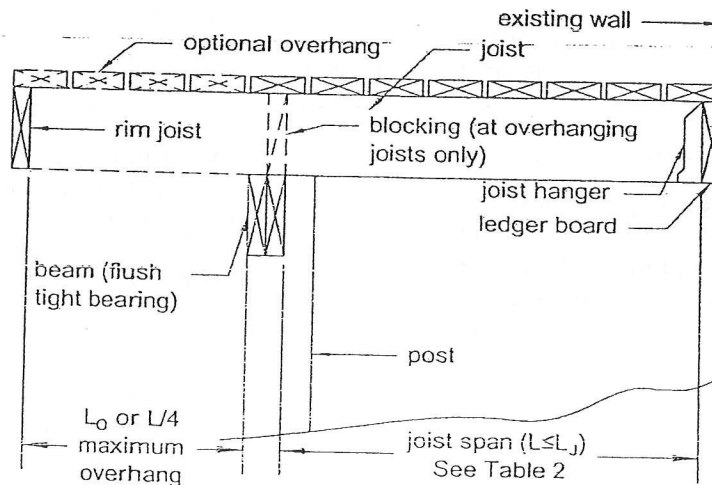 existing wall
optional overhang
joist
rim joist
blocking (at overhanging
joists only)
joist hanger
ledger board
beam (flush
tight bearing)
post
LO or L/4
maximum
overhang
joist span (L≤LJ)
See Table 2